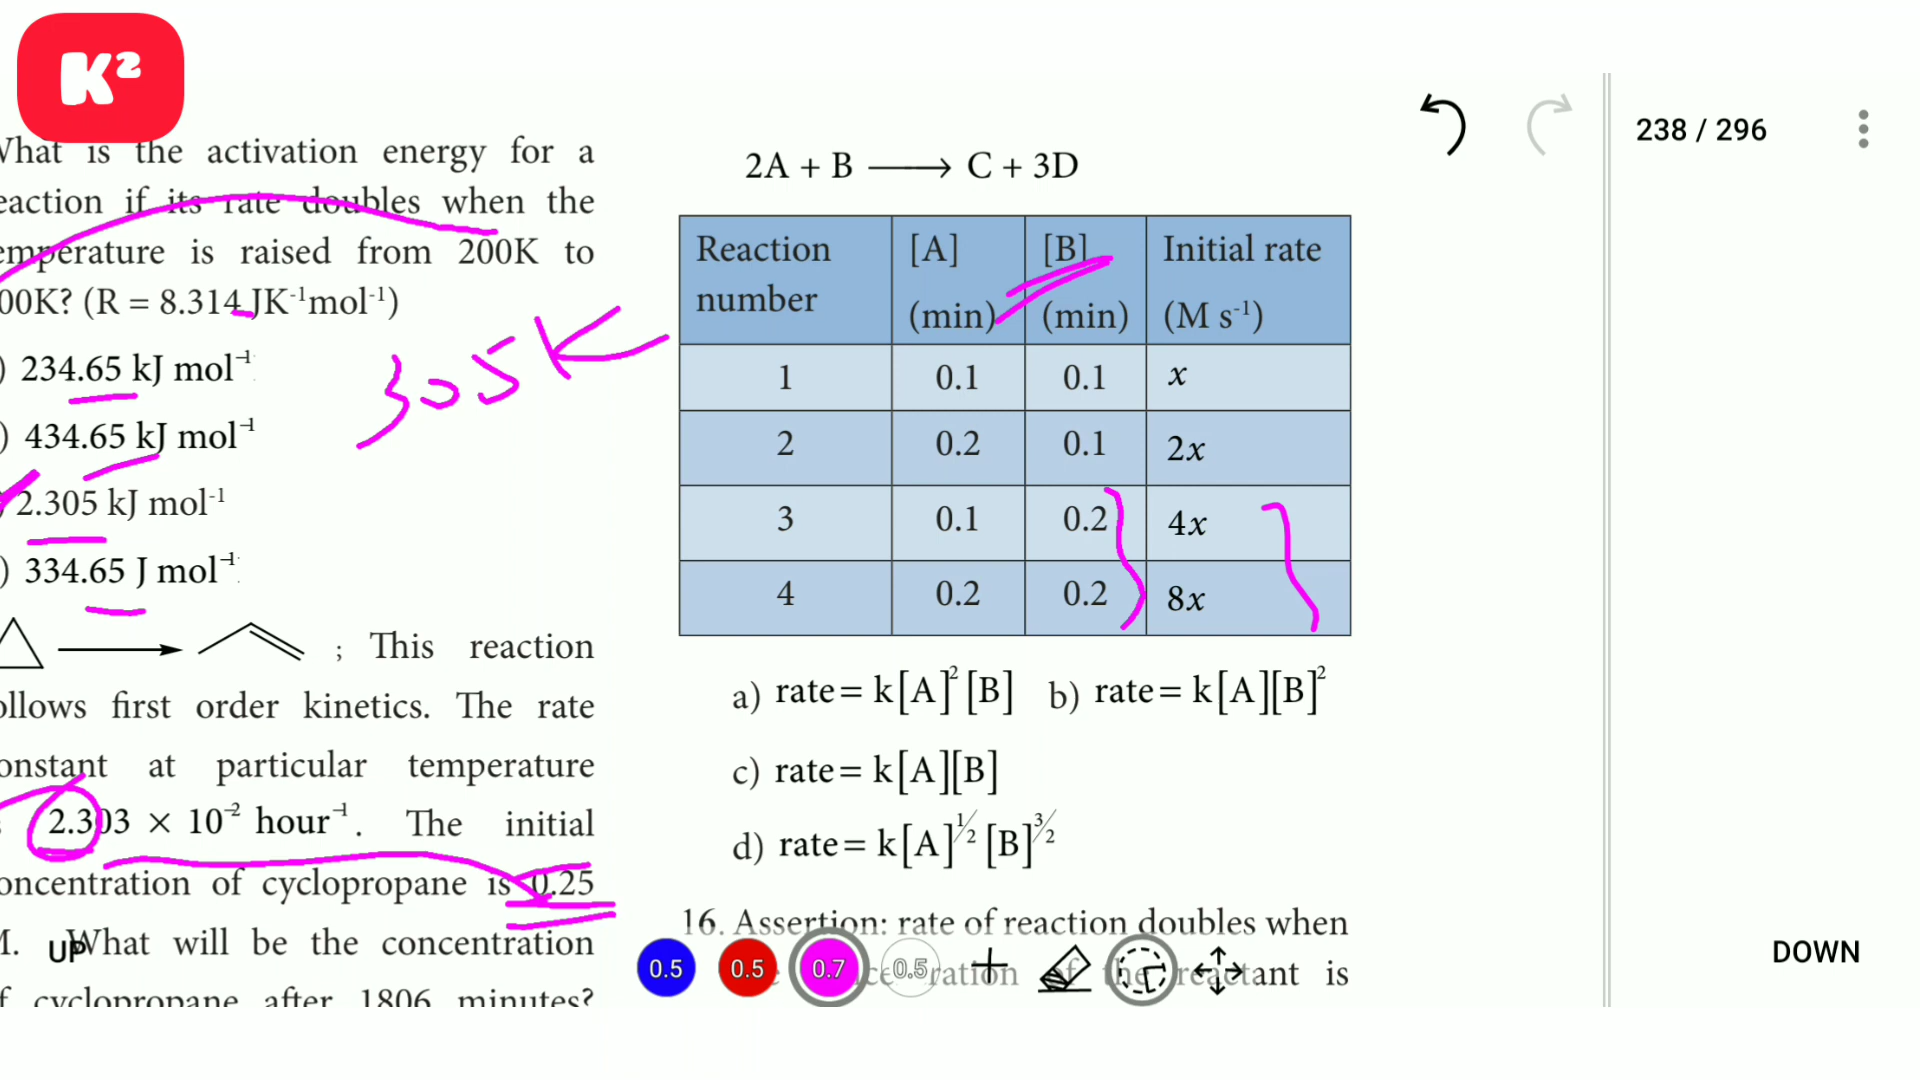 K²
What is the activation energy for a
eaction if its rate doubles when the
emperature is raised from 200K to
00K? (R = 8.314 JK⁻¹mol⁻¹)
) 234.65 kJ mol⁻¹
) 434.65 kJ mol⁻¹
2.305 kJ mol⁻¹
) 334.65 J mol⁻¹
305K
; This reaction
ollows first order kinetics. The rate
onstant at particular temperature
2.303 × 10⁻² hour⁻¹. The initial
oncentration of cyclopropane is 0.25
M. What will be the concentration
f cyclopropane after 1806 minutes?
UP
2A + B ⟶ C + 3D
Reaction number [A] (min) [B] (min) Initial rate (M s⁻¹)
1 0.1 0.1 x
2 0.2 0.1 2x
3 0.1 0.2 4x
4 0.2 0.2 8x
a) rate = k[A]²[B] b) rate = k[A][B]²
c) rate = k[A][B]
d) rate = k[A]^½ [B]^3/2
16. Assertion: rate of reaction doubles when
ration of the reactant is
0.5 0.5 0.7 0.5
238 / 296
DOWN